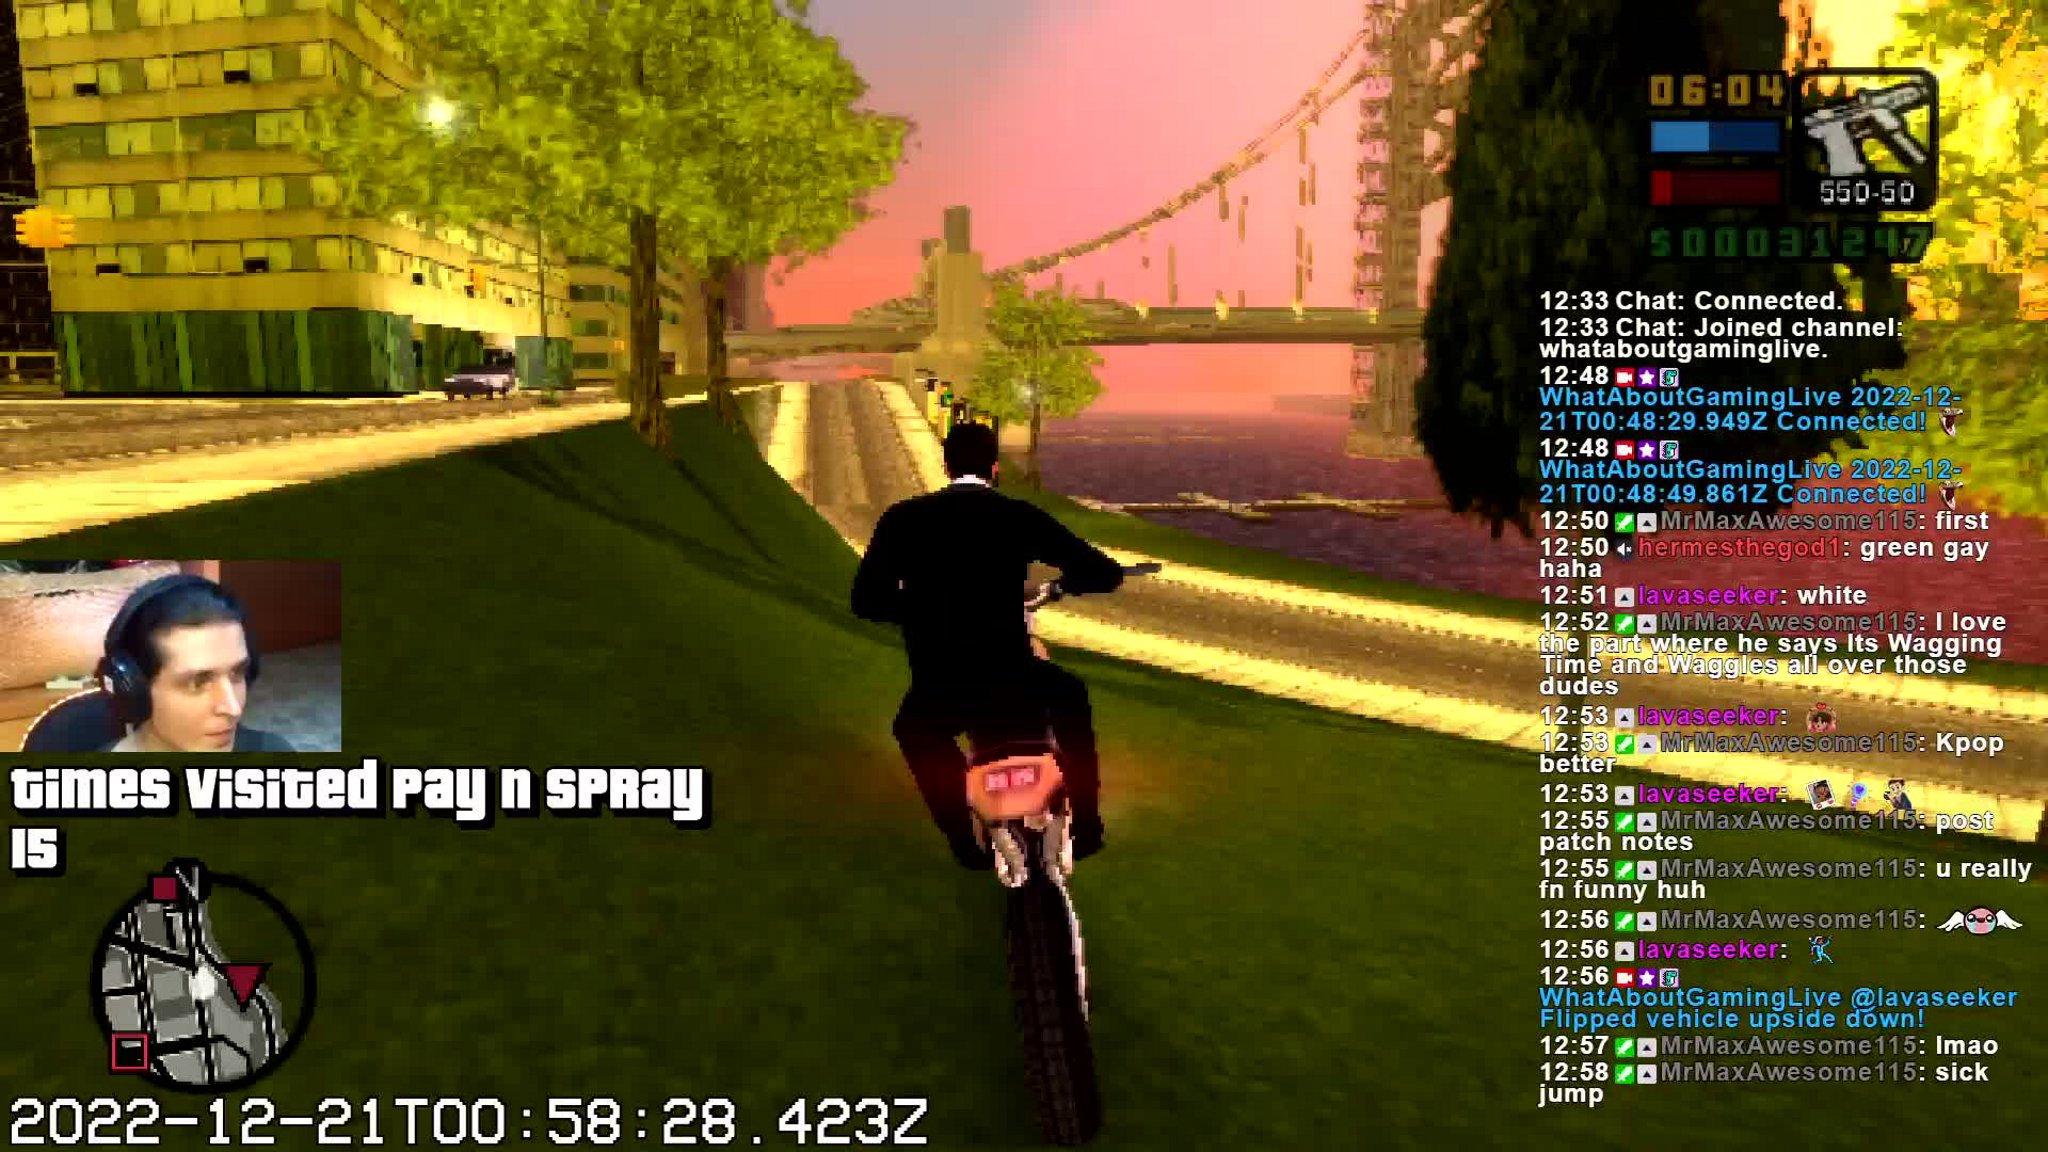 06:04
550-50
$00031247
12:33 Chat: Connected.
12:33 Chat: Joined channel:
whataboutgaminglive.
12:48
WhatAboutGamingLive 2022-12-
21T00:48:29.949Z Connected!
12:48
WhatAboutGamingLive 2022-12-
21T00:48:49.861Z Connected!
12:50 MrMaxAwesome115: first
12:50 hermesthegod1: green gay
haha
12:51 lavaseeker: white
12:52 MrMaxAwesome115: I love
the part where he says Its Wagging
Time and Waggles all over those
dudes
12:53 lavaseeker:
12:53 MrMaxAwesome115: Kpop
better
12:53 lavaseeker:
12:55 MrMaxAwesome115: post
patch notes
12:55 MrMaxAwesome115: u really
fn funny huh
12:56 MrMaxAwesome115:
12:56 lavaseeker:
12:56
WhatAboutGamingLive @lavaseeker
Flipped vehicle upside down!
12:57 MrMaxAwesome115: lmao
12:58 MrMaxAwesome115: sick
jump
times visited Pay n Spray
15
2022-12-21T00:58:28.423Z